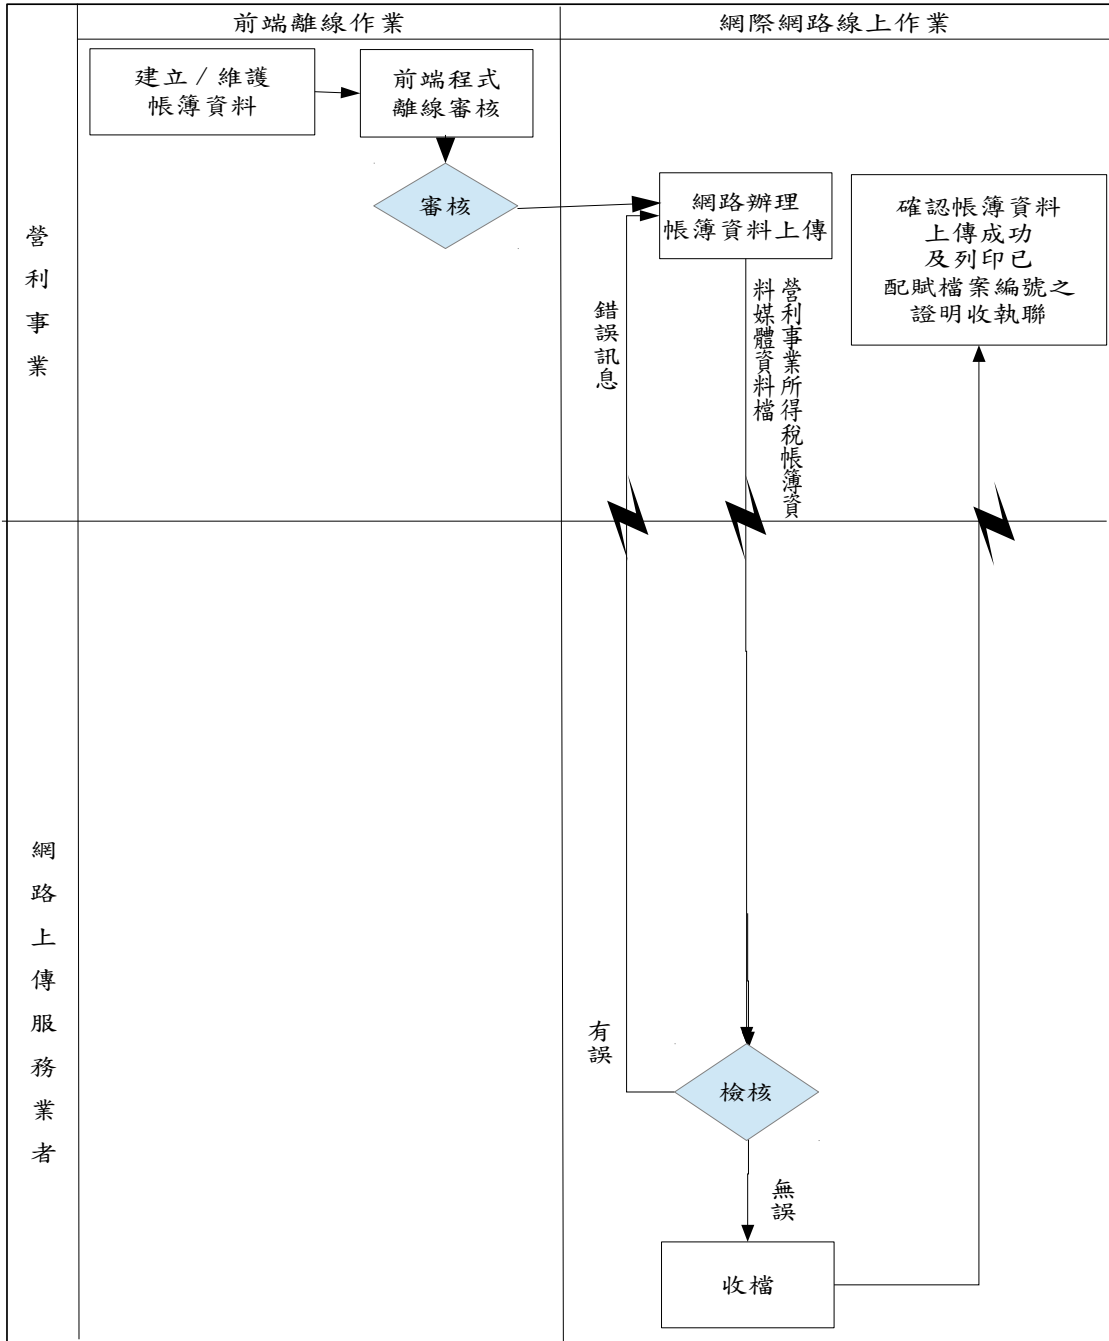 前端離線作業
網際網路線上作業
建立／維護
帳簿資料
前端程式
離線審核
審核
網路辦理
帳簿資料上傳
確認帳簿資料
上傳成功
及列印已
配賦檔案編號之
證明收執聯
營利事業
錯誤訊息
營利事業所得稅帳簿資
料媒體資料檔
網路上傳服務業者
有誤
檢核
無誤
收檔